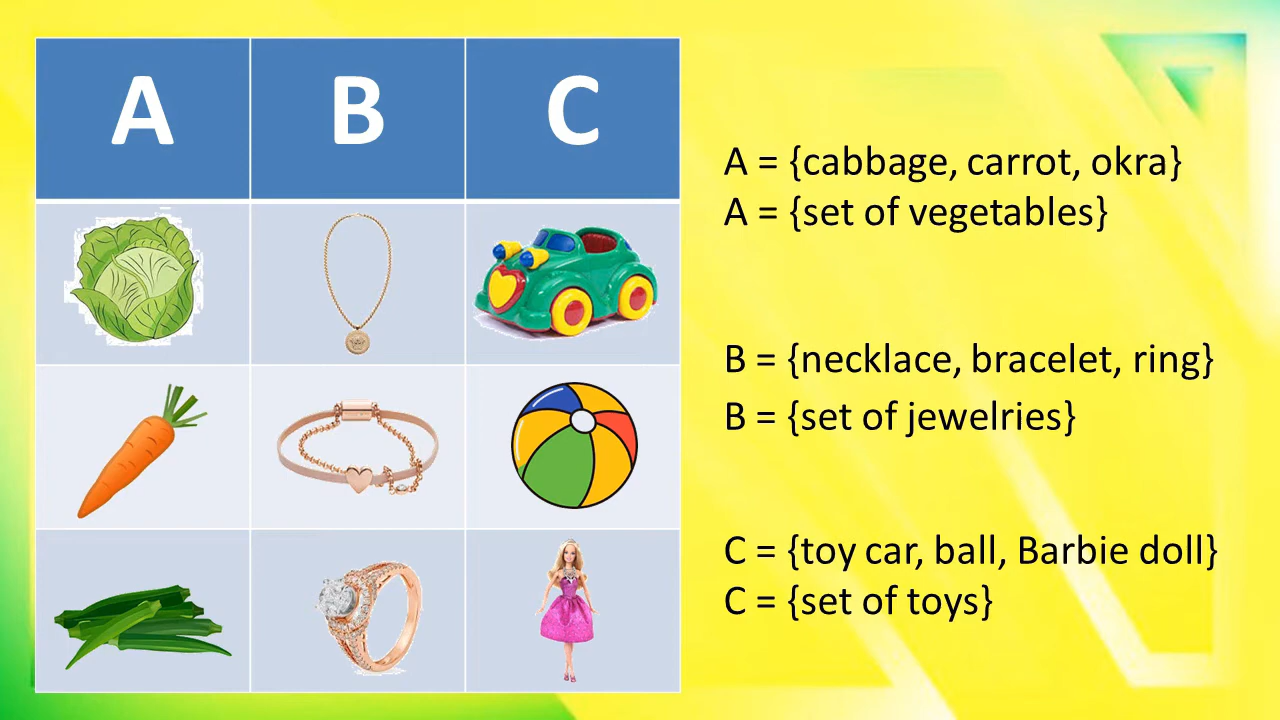 A B C
A = {cabbage, carrot, okra}
A = {set of vegetables}
B = {necklace, bracelet, ring}
B = {set of jewelries}
C = {toy car, ball, Barbie doll}
C = {set of toys}